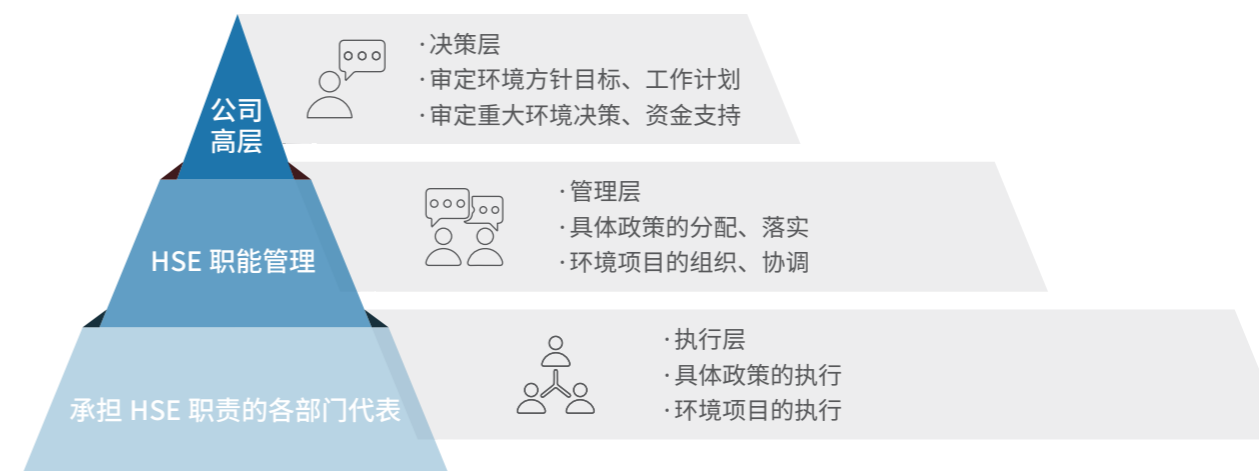 公司
高层
·决策层
·审定环境方针目标、工作计划
·审定重大环境决策、资金支持
HSE 职能管理
·管理层
·具体政策的分配、落实
·环境项目的组织、协调
承担 HSE 职责的各部门代表
·执行层
·具体政策的执行
·环境项目的执行